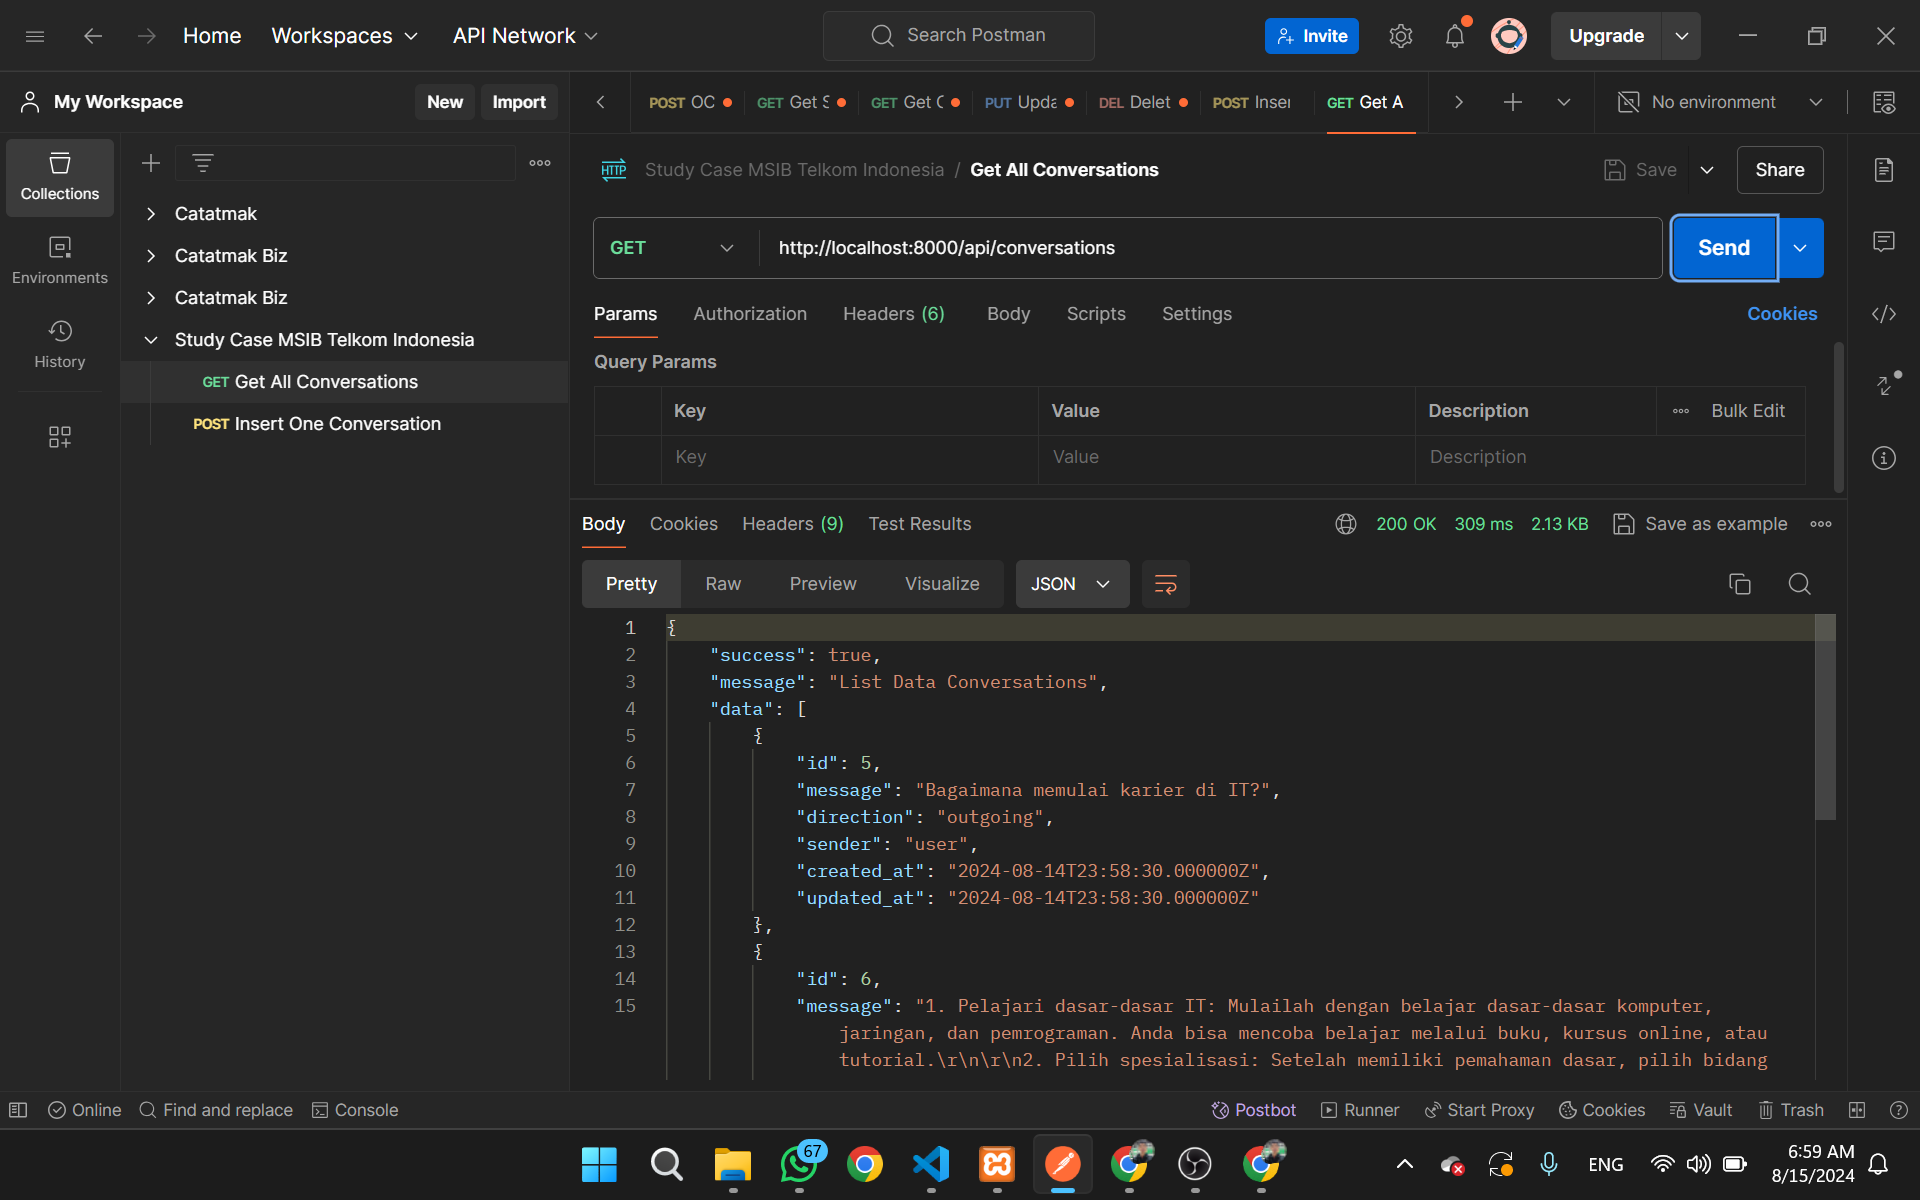 Home Workspaces API Network Search Postman Invite Upgrade
My Workspace New Import POST OC GET Get S GET Get C PUT Upda DEL Delet POST Inser GET Get A No environment
HTTP Study Case MSIB Telkom Indonesia / Get All Conversations Save Share
Collections
Environments
History
Catatmak
Catatmak Biz
Catatmak Biz
Study Case MSIB Telkom Indonesia
GET Get All Conversations
POST Insert One Conversation
GET http://localhost:8000/api/conversations Send
Params Authorization Headers (6) Body Scripts Settings Cookies
Query Params
Key Value Description Bulk Edit
Key Value Description
Body Cookies Headers (9) Test Results 200 OK 309 ms 2.13 KB Save as example
Pretty Raw Preview Visualize JSON
1 {
2 "success": true,
3 "message": "List Data Conversations",
4 "data": [
5 {
6 "id": 5,
7 "message": "Bagaimana memulai karier di IT?",
8 "direction": "outgoing",
9 "sender": "user",
10 "created_at": "2024-08-14T23:58:30.000000Z",
11 "updated_at": "2024-08-14T23:58:30.000000Z"
12 },
13 {
14 "id": 6,
15 "message": "1. Pelajari dasar-dasar IT: Mulailah dengan belajar dasar-dasar komputer,
jaringan, dan pemrograman. Anda bisa mencoba belajar melalui buku, kursus online, atau
tutorial.\r\n\r\n2. Pilih spesialisasi: Setelah memiliki pemahaman dasar, pilih bidang
Online Find and replace Console Postbot Runner Start Proxy Cookies Vault Trash
67 ENG 6:59 AM
8/15/2024